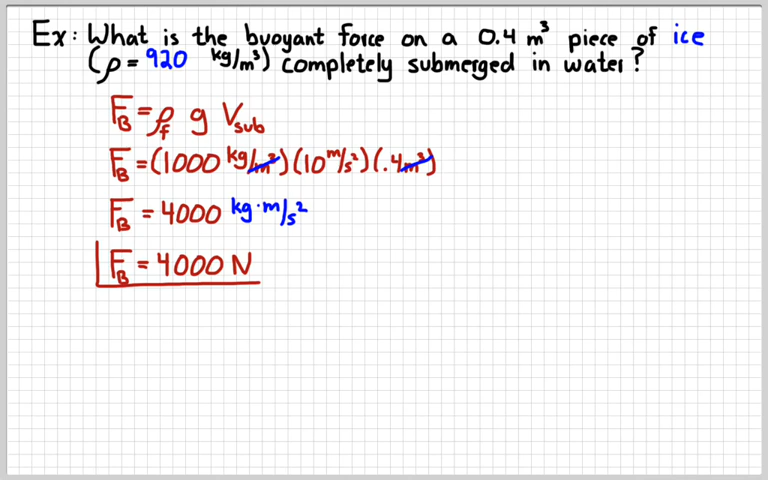 Ex: What is the buoyant force on a 0.4 m³ piece of ice
(ρ = 920 kg/m³) completely submerged in water?
F_B = ρ_f g V_sub
F_B = (1000 kg/m³)(10 m/s²)(.4 m³)
F_B = 4000 kg·m/s²
F_B = 4000 N